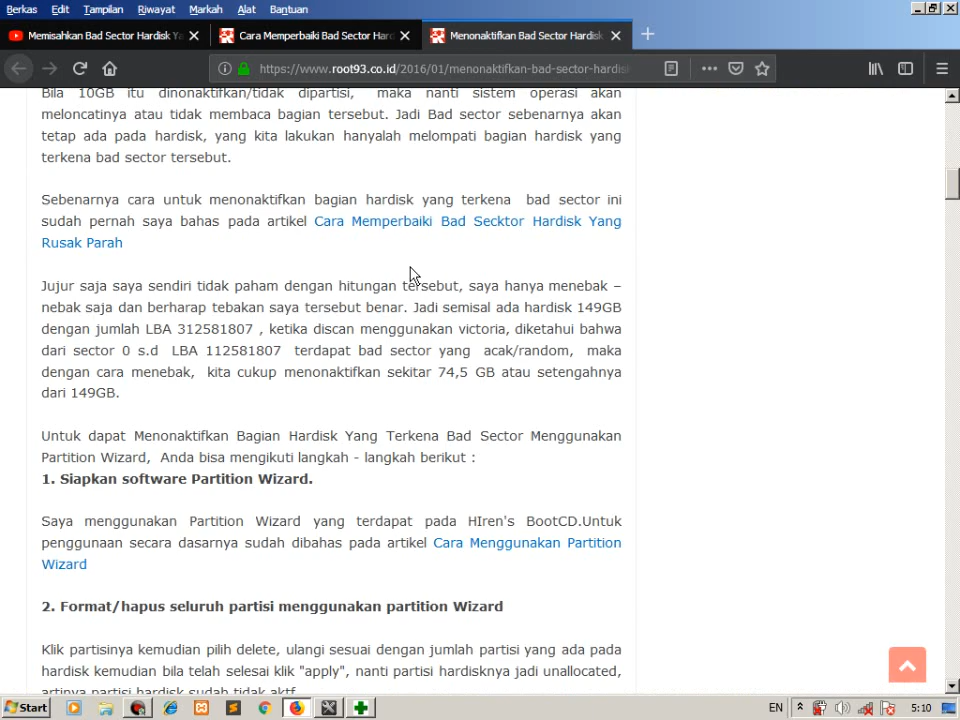 Berkas Edit Tampilan Riwayat Markah Alat Bantuan
Memisahkan Bad Sector Hardisk Ya
Cara Memperbaiki Bad Sector Hard
Menonaktifkan Bad Sector Hardisk
https://www.root93.co.id/2016/01/menonaktifkan-bad-sector-hardis
Bila 10GB itu dinonaktifkan/tidak dipartisi, maka nanti sistem operasi akan
meloncatinya atau tidak membaca bagian tersebut. Jadi Bad sector sebenarnya akan
tetap ada pada hardisk, yang kita lakukan hanyalah melompati bagian hardisk yang
terkena bad sector tersebut.
Sebenarnya cara untuk menonaktifkan bagian hardisk yang terkena bad sector ini
sudah pernah saya bahas pada artikel Cara Memperbaiki Bad Secktor Hardisk Yang
Rusak Parah
Jujur saja saya sendiri tidak paham dengan hitungan tersebut, saya hanya menebak –
nebak saja dan berharap tebakan saya tersebut benar. Jadi semisal ada hardisk 149GB
dengan jumlah LBA 312581807 , ketika discan menggunakan victoria, diketahui bahwa
dari sector 0 s.d LBA 112581807 terdapat bad sector yang acak/random, maka
dengan cara menebak, kita cukup menonaktifkan sekitar 74,5 GB atau setengahnya
dari 149GB.
Untuk dapat Menonaktifkan Bagian Hardisk Yang Terkena Bad Sector Menggunakan
Partition Wizard, Anda bisa mengikuti langkah - langkah berikut :
1. Siapkan software Partition Wizard.
Saya menggunakan Partition Wizard yang terdapat pada HIren's BootCD.Untuk
penggunaan secara dasarnya sudah dibahas pada artikel Cara Menggunakan Partition
Wizard
2. Format/hapus seluruh partisi menggunakan partition Wizard
Klik partisinya kemudian pilih delete, ulangi sesuai dengan jumlah partisi yang ada pada
hardisk kemudian bila telah selesai klik "apply", nanti partisi hardisknya jadi unallocated,
artinya partisi hardisk sudah tidak aktf.
Start
EN
5:10